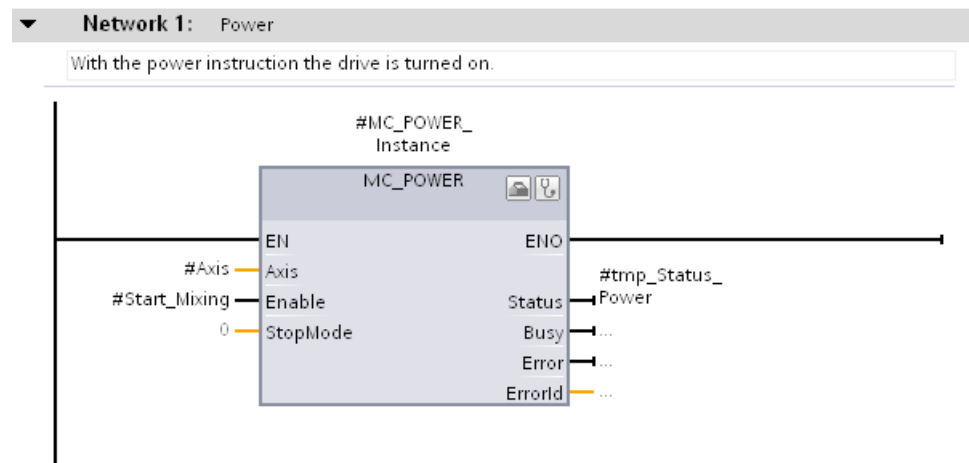 Network 1: Power
With the power instruction the drive is turned on.
#MC_POWER_
Instance
MC_POWER
EN ENO
#Axis Axis
#tmp_Status_
#Start_Mixing Enable Status Power
0 StopMode Busy ...
Error ...
ErrorId ...